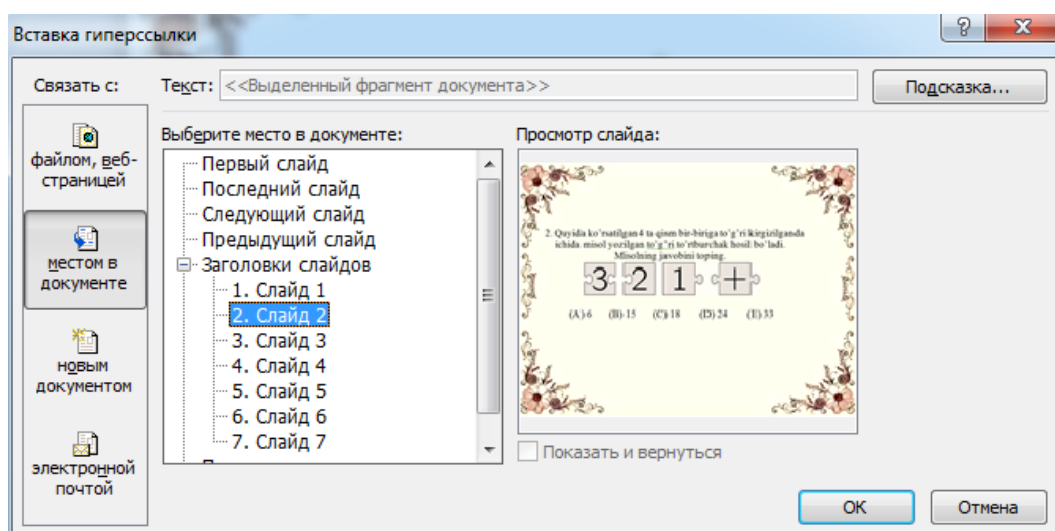 Вставка гиперссылки
Связать с:
Текст: <<Выделенный фрагмент документа>>
Подсказка...
файлом, веб-
страницей
местом в
документе
новым
документом
электронной
почтой
Выберите место в документе:
Первый слайд
Последний слайд
Следующий слайд
Предыдущий слайд
Заголовки слайдов
1. Слайд 1
2. Слайд 2
3. Слайд 3
4. Слайд 4
5. Слайд 5
6. Слайд 6
7. Слайд 7
Просмотр слайда:
2. Quyida ko'rsatilgan 4 ta qism bir-biriga to'g'ri kirgizilganda
ichida misol yozilgan to'g'ri to'rtburchak hosil bo'ladi.
Misolning javobini toping.
3 2 1 +
(A) 6 (B) 15 (C) 18 (D) 24 (E) 33
Показать и вернуться
ОК
Отмена